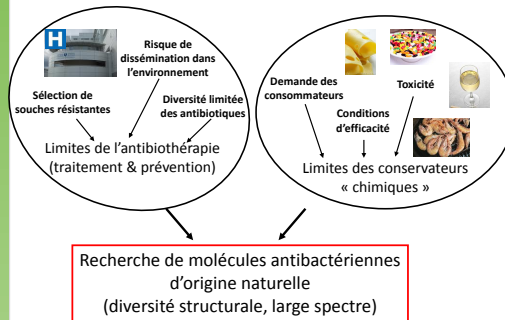 H
Risque de
dissémination dans
l'environnement
Sélection de
souches résistantes
Diversité limitée
des antibiotiques
Limites de l'antibiothérapie
(traitement & prévention)
Demande des
consommateurs
Toxicité
Conditions
d'efficacité
Limites des conservateurs
« chimiques »
Recherche de molécules antibactériennes
d'origine naturelle
(diversité structurale, large spectre)